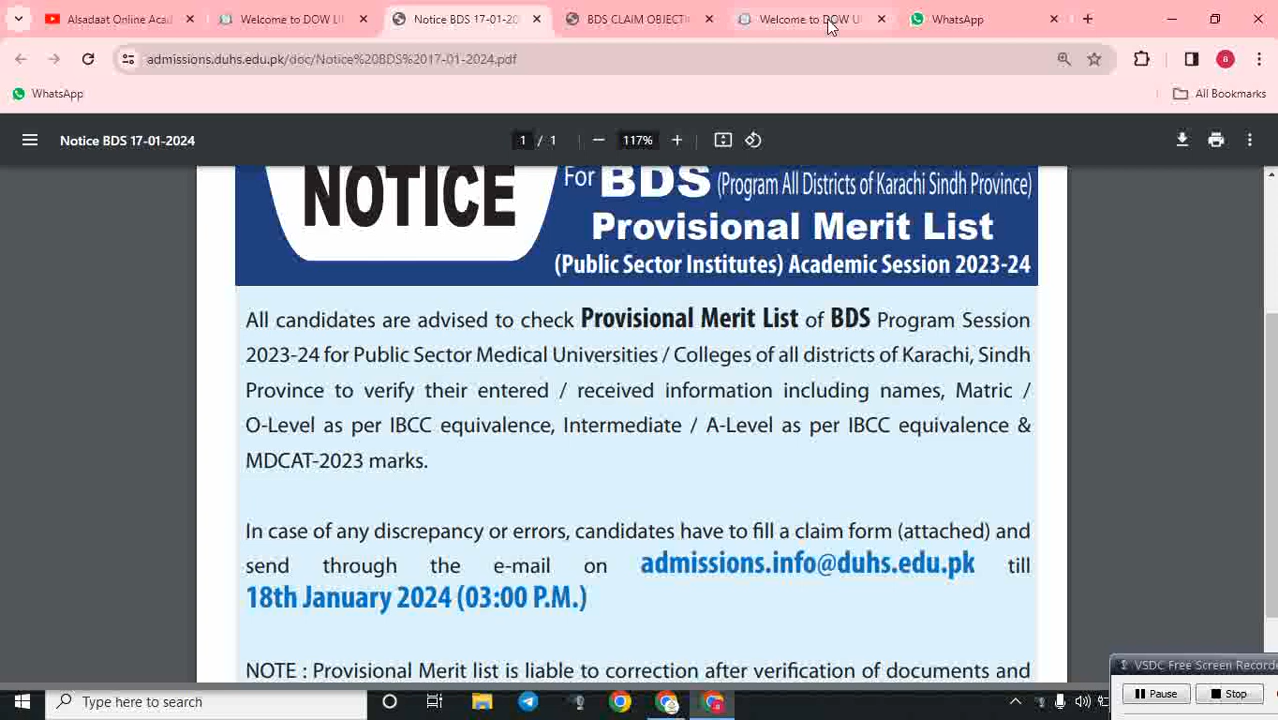 Alsadaat Online Acad
Welcome to DOW U
Notice BDS 17-01-20
BDS CLAIM OBJECTI
Welcome to DOW U
WhatsApp
admissions.duhs.edu.pk/doc/Notice%20BDS%2017-01-2024.pdf
a
WhatsApp
All Bookmarks
Notice BDS 17-01-2024
1 / 1
117%
NOTICE
For BDS (Program All Districts of Karachi Sindh Province)
Provisional Merit List
(Public Sector Institutes) Academic Session 2023-24
All candidates are advised to check Provisional Merit List of BDS Program Session
2023-24 for Public Sector Medical Universities / Colleges of all districts of Karachi, Sindh
Province to verify their entered / received information including names, Matric /
O-Level as per IBCC equivalence, Intermediate / A-Level as per IBCC equivalence &
MDCAT-2023 marks.
In case of any discrepancy or errors, candidates have to fill a claim form (attached) and
send through the e-mail on admissions.info@duhs.edu.pk till
18th January 2024 (03:00 P.M.)
NOTE : Provisional Merit list is liable to correction after verification of documents and
VSDC Free Screen Recorde
Pause
Stop
Type here to search